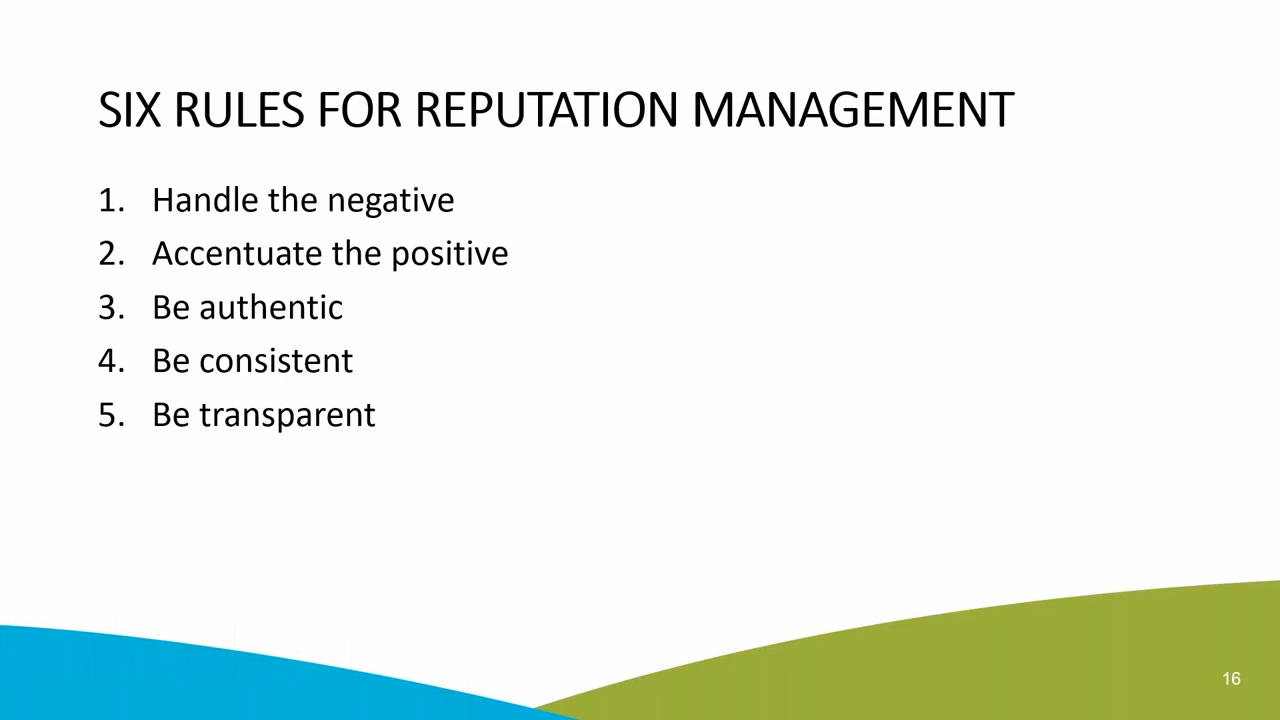 SIX RULES FOR REPUTATION MANAGEMENT
1. Handle the negative
2. Accentuate the positive
3. Be authentic
4. Be consistent
5. Be transparent
16